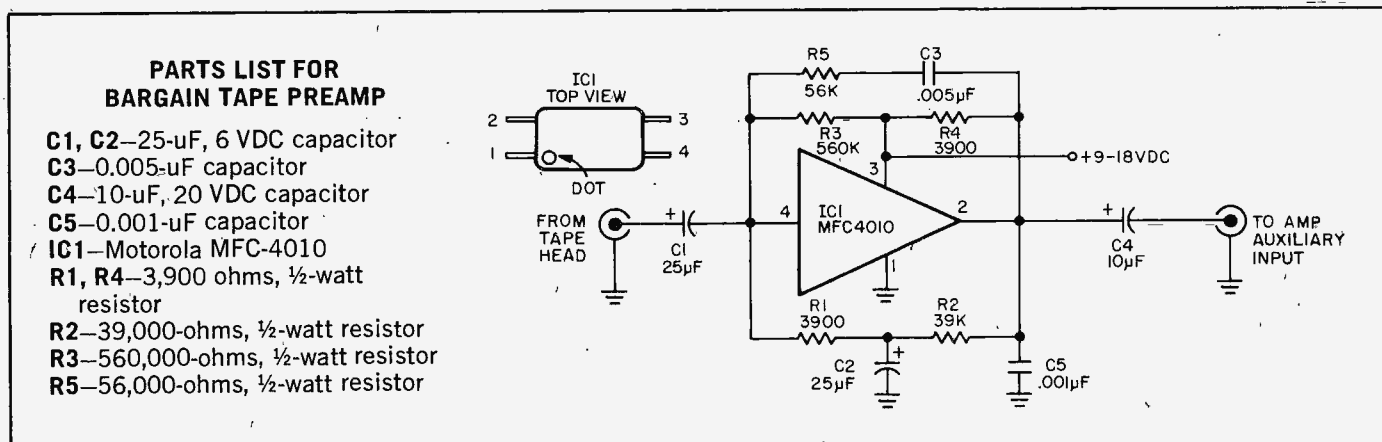 PARTS LIST FOR
BARGAIN TAPE PREAMP
C1, C2—25-uF, 6 VDC capacitor
C3—0.005-uF capacitor
C4—10-uF, 20 VDC capacitor
C5—0.001-uF capacitor
IC1—Motorola MFC-4010
R1, R4—3,900 ohms, ½-watt
resistor
R2—39,000-ohms, ½-watt resistor
R3—560,000-ohms, ½-watt resistor
R5—56,000-ohms, ½-watt resistor
IC1
TOP VIEW
2
3
1
4
DOT
FROM
TAPE
HEAD
+
C1
25µF
R5
56K
C3
.005µF
R3
560K
R4
3900
+9-18VDC
3
4
IC1
MFC4010
2
1
R1
3900
R2
39K
+
C2
25µF
C5
.001µF
+
C4
10µF
TO AMP
AUXILIARY
INPUT